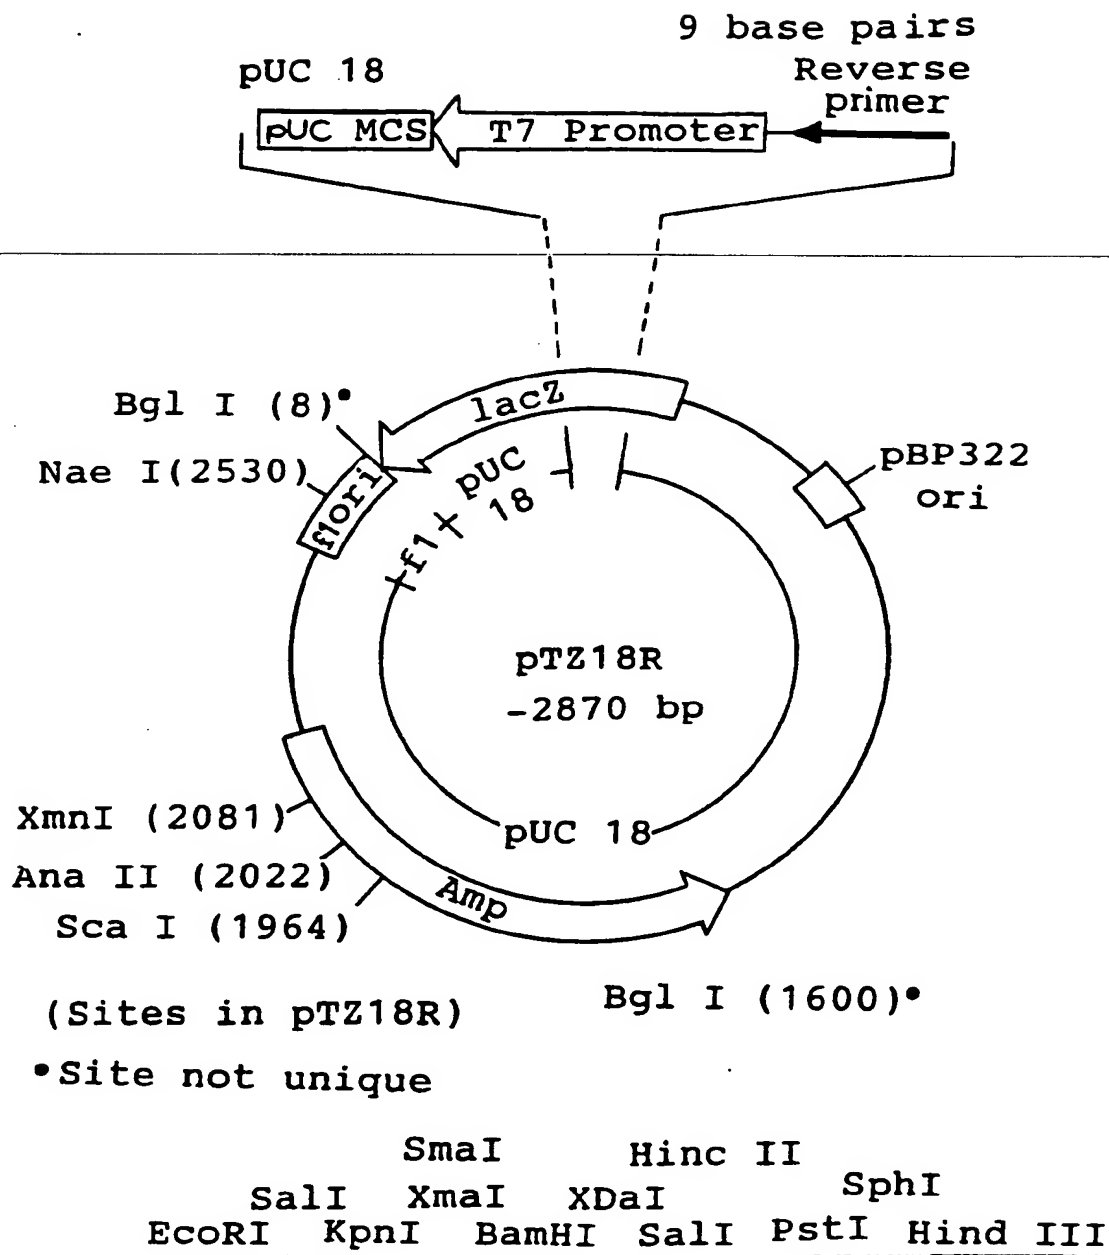 9 base pairs
pUC 18
Reverse
primer
pUC MCS
T7 Promoter
lacZ
Bgl I (8)•
Nae I(2530)
f1ori
pUC
18
f1
pBP322
ori
pTZ18R
-2870 bp
pUC 18
XmnI (2081)
Ana II (2022)
Sca I (1964)
Amp
Bgl I (1600)•
(Sites in pTZ18R)
•Site not unique
SmaI Hinc II
SalI XmaI XDaI SphI
EcoRI KpnI BamHI SalI PstI Hind III